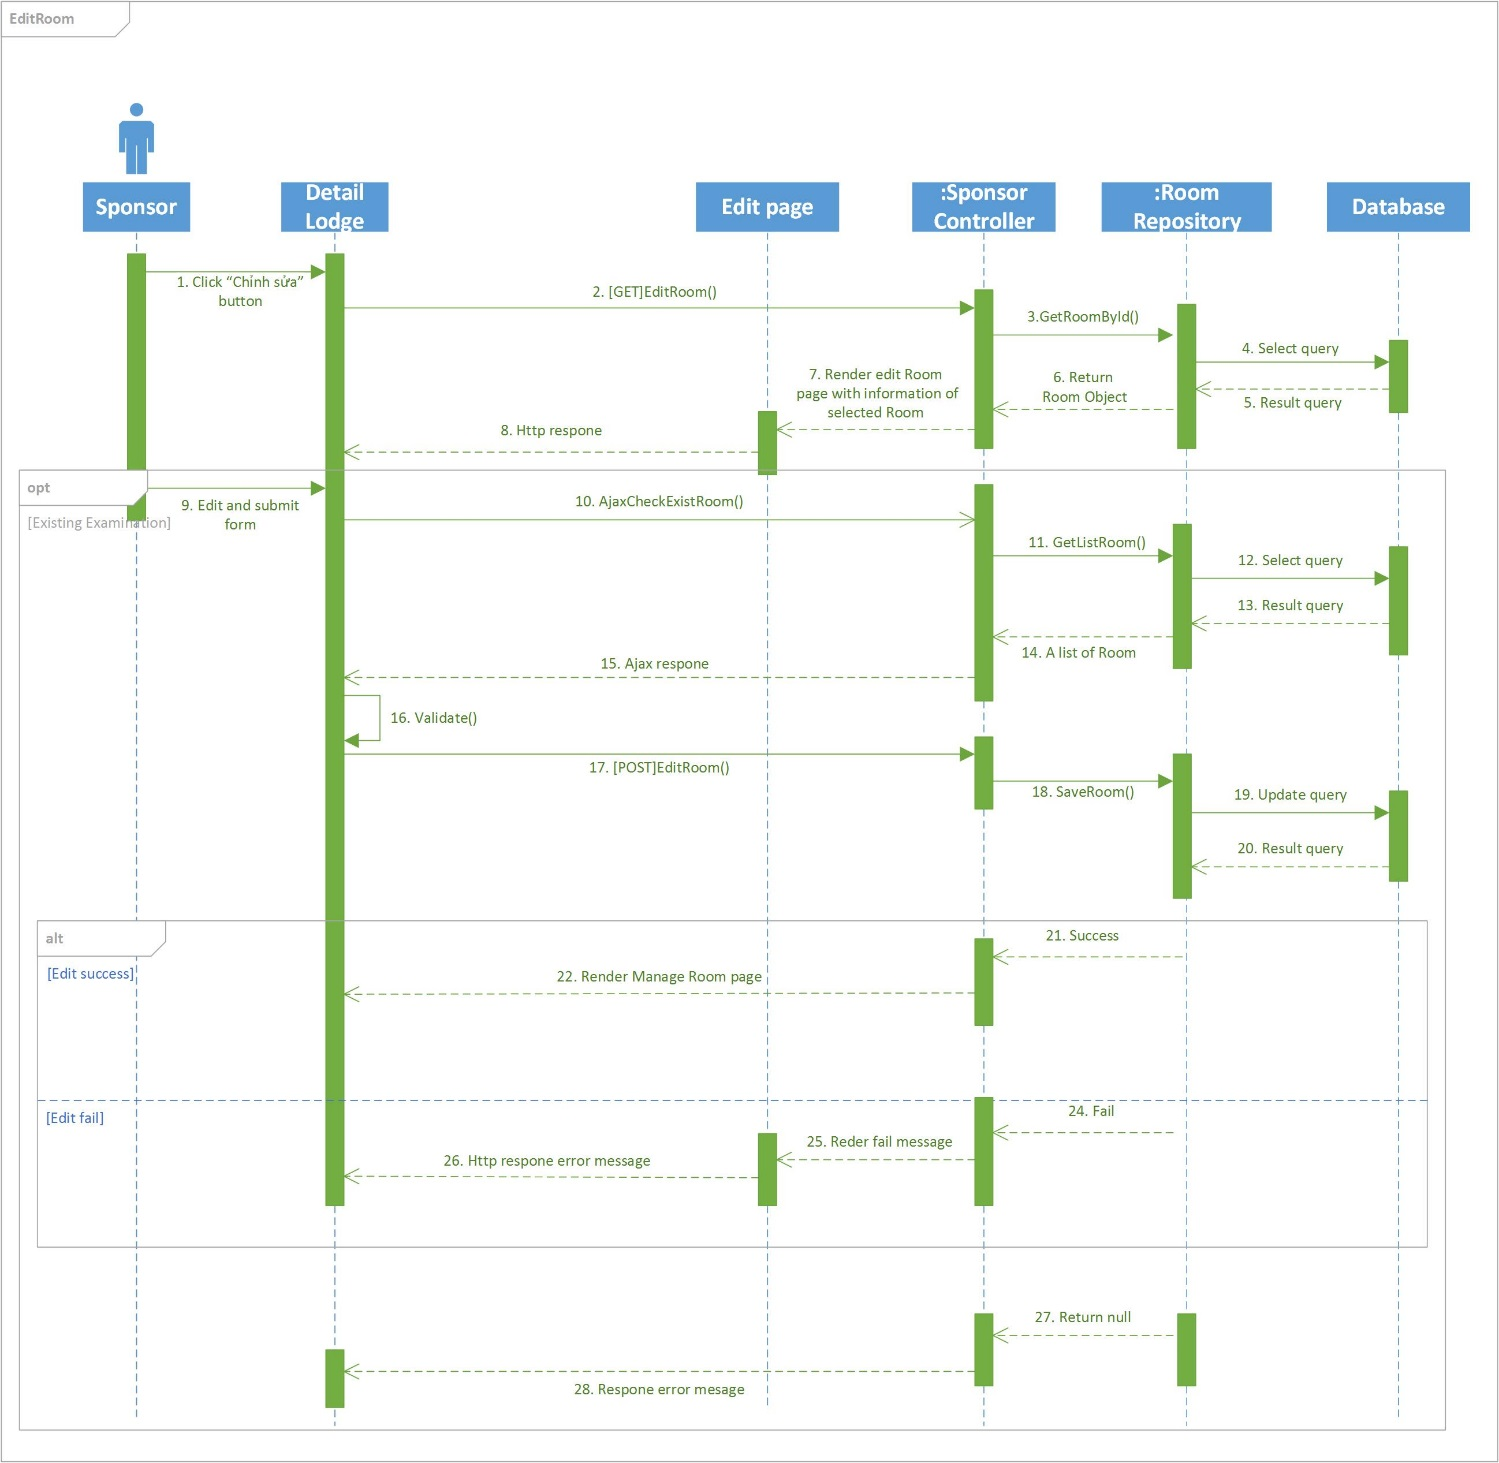 EditRoom
Sponsor
Detail
Lodge
Edit page
:Sponsor
Controller
:Room
Repository
Database
1. Click “Chỉnh sửa”
button
2. [GET]EditRoom()
3.GetRoomById()
4. Select query
5. Result query
6. Return
Room Object
7. Render edit Room
page with information of
selected Room
8. Http respone
opt
[Existing Examination]
9. Edit and submit
form
10. AjaxCheckExistRoom()
11. GetListRoom()
12. Select query
13. Result query
14. A list of Room
15. Ajax respone
16. Validate()
17. [POST]EditRoom()
18. SaveRoom()
19. Update query
20. Result query
alt
[Edit success]
21. Success
22. Render Manage Room page
[Edit fail]
24. Fail
25. Reder fail message
26. Http respone error message
27. Return null
28. Respone error mesage